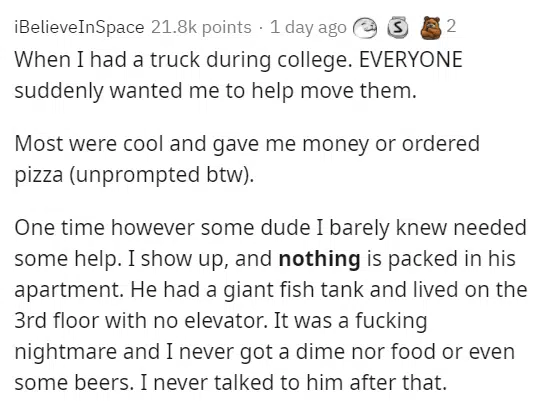 iBelieveInSpace 21.8k points · 1 day ago S 2
When I had a truck during college. EVERYONE
suddenly wanted me to help move them.
Most were cool and gave me money or ordered
pizza (unprompted btw).
One time however some dude I barely knew needed
some help. I show up, and nothing is packed in his
apartment. He had a giant fish tank and lived on the
3rd floor with no elevator. It was a fucking
nightmare and I never got a dime nor food or even
some beers. I never talked to him after that.